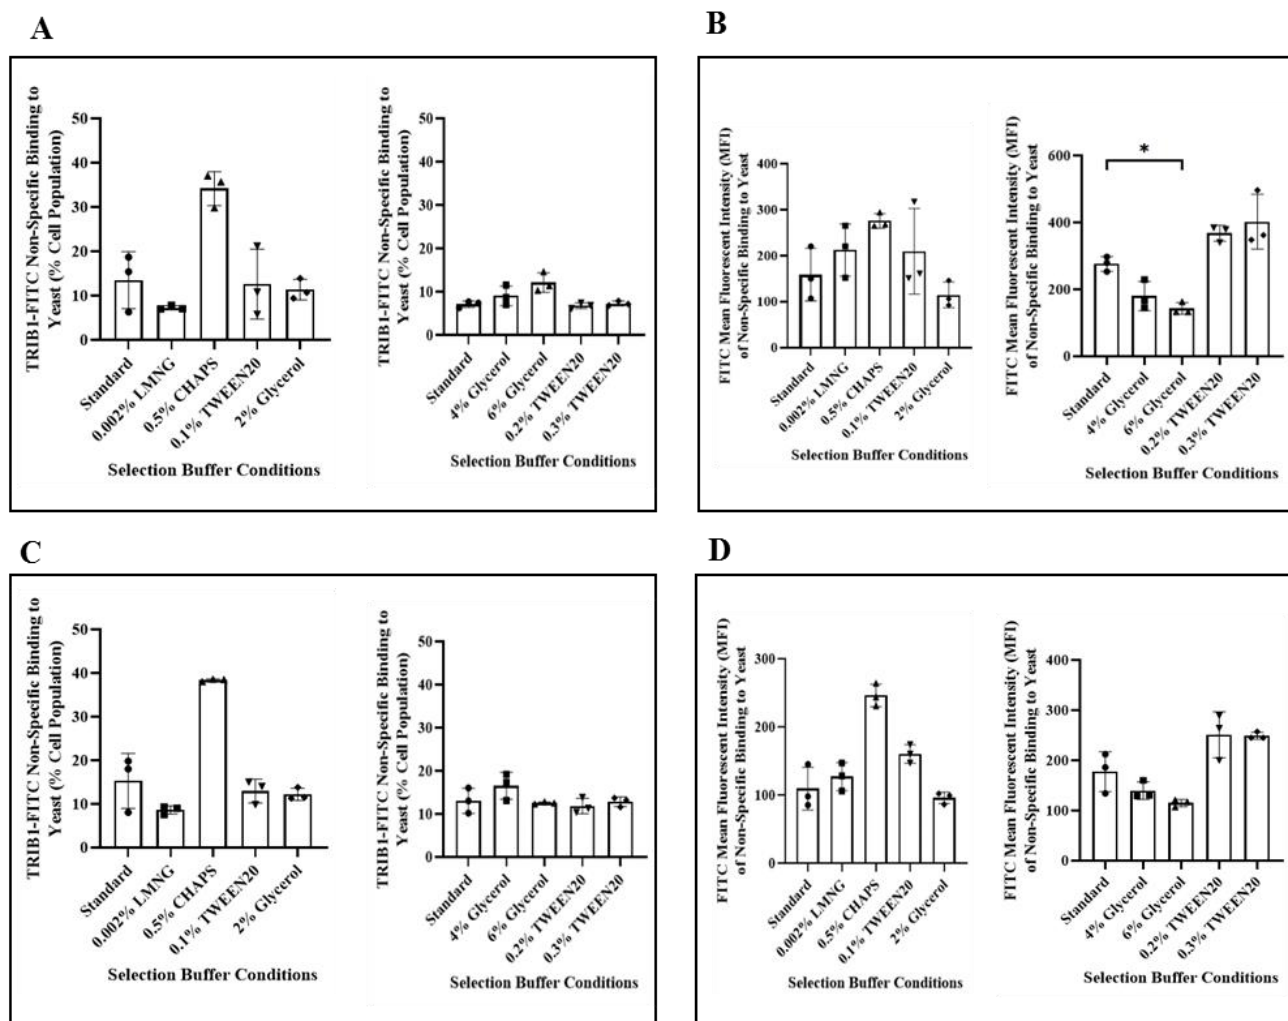 A
TRIB1-FITC Non-Specific Binding to
Yeast (% Cell Population)
50
40
30
20
10
0
Standard
0.002% LMNG
0.5% CHAPS
0.1% TWEEN20
2% Glycerol
Selection Buffer Conditions
TRIB1-FITC Non-Specific Binding to
Yeast (% Cell Population)
50
40
30
20
10
0
Standard
4% Glycerol
6% Glycerol
0.2% TWEEN20
0.3% TWEEN20
Selection Buffer Conditions
B
FITC Mean Fluorescent Intensity (MFI)
of Non-Specific Binding to Yeast
400
300
200
100
0
Standard
0.002% LMNG
0.5% CHAPS
0.1% TWEEN20
2% Glycerol
Selection Buffer Conditions
FITC Mean Fluorescent Intensity (MFI)
of Non-Specific Binding to Yeast
600
400
200
0
*
Standard
4% Glycerol
6% Glycerol
0.2% TWEEN20
0.3% TWEEN20
Selection Buffer Conditions
C
TRIB1-FITC Non-Specific Binding to
Yeast (% Cell Population)
50
40
30
20
10
0
Standard
0.002% LMNG
0.5% CHAPS
0.1% TWEEN20
2% Glycerol
Selection Buffer Conditions
TRIB1-FITC Non-Specific Binding to
Yeast (% Cell Population)
50
40
30
20
10
0
Standard
4% Glycerol
6% Glycerol
0.2% TWEEN20
0.3% TWEEN20
Selection Buffer Conditions
D
FITC Mean Fluorescent Intensity (MFI)
of Non-Specific Binding to Yeast
300
200
100
0
Standard
0.002% LMNG
0.5% CHAPS
0.1% TWEEN20
2% Glycerol
Selection Buffer Conditions
FITC Mean Fluorescent Intensity (MFI)
of Non-Specific Binding to Yeast
400
300
200
100
0
Standard
4% Glycerol
6% Glycerol
0.2% TWEEN20
0.3% TWEEN20
Selection Buffer Conditions